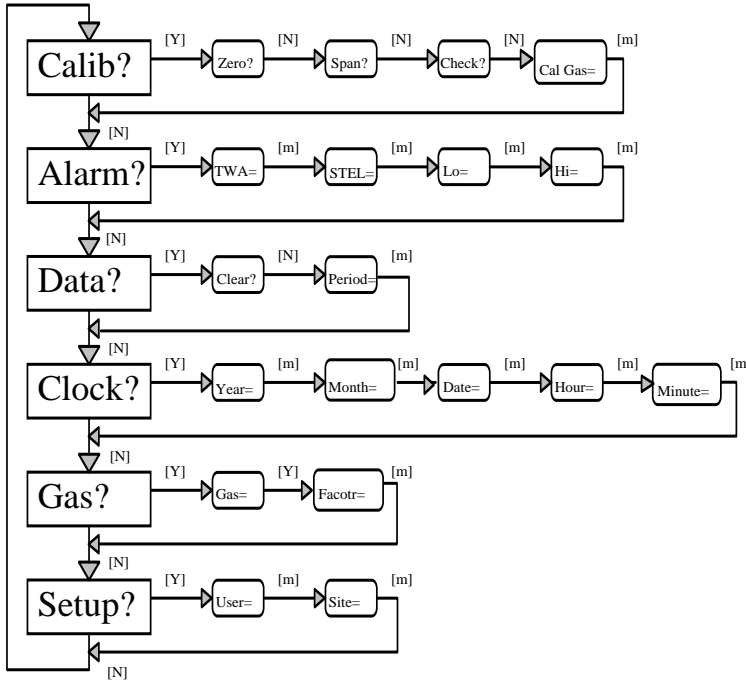 [Y] [N] [N] [N] [m]
Calib? Zero? Span? Check? Cal Gas=
[N]
[Y] [m] [m] [m] [m]
Alarm? TWA= STEL= Lo= Hi=
[N]
[Y] [N] [m]
Data? Clear? Period=
[N]
[Y] [m] [m] [m] [m] [m]
Clock? Year= Month= Date= Hour= Minute=
[N]
[Y] [Y] [m]
Gas? Gas= Facotr=
[N]
[Y] [m] [m]
Setup? User= Site=
[N]